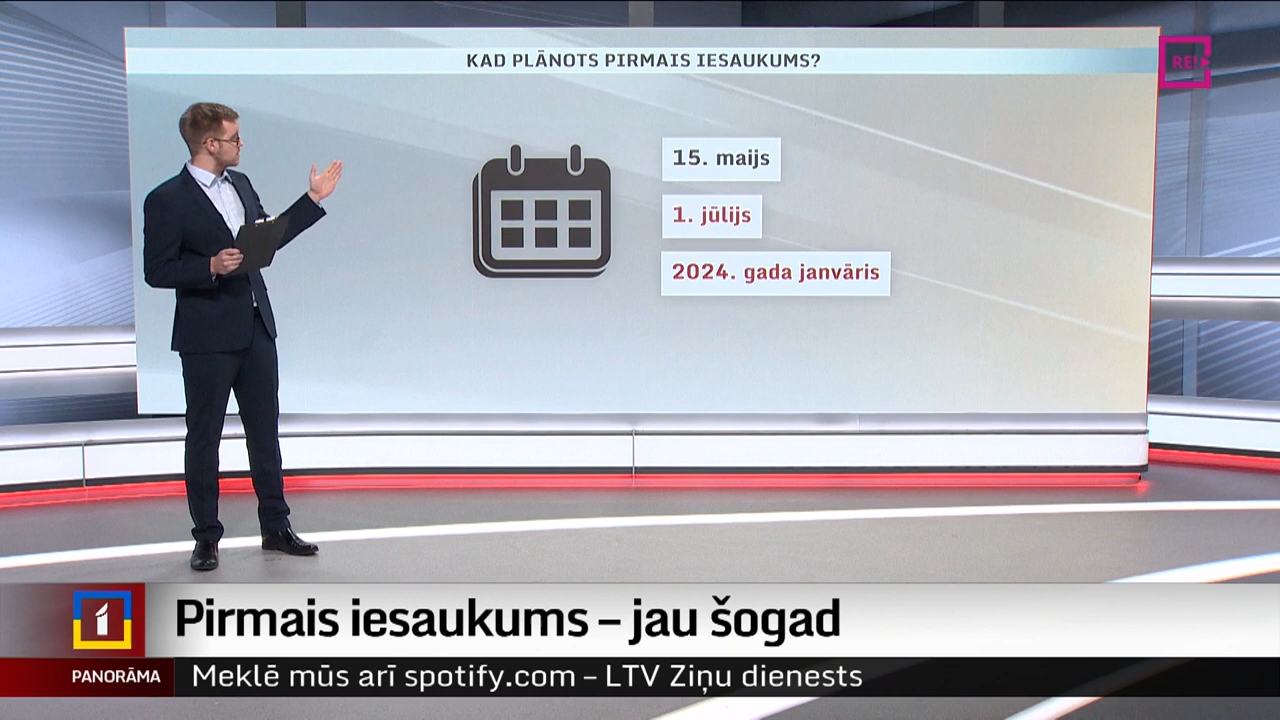 KAD PLĀNOTS PIRMAIS IESAUKUMS?
RE!
15. maijs
1. jūlijs
2024. gada janvāris
1
Pirmais iesaukums – jau šogad
PANORĀMA
Meklē mūs arī spotify.com – LTV Ziņu dienests